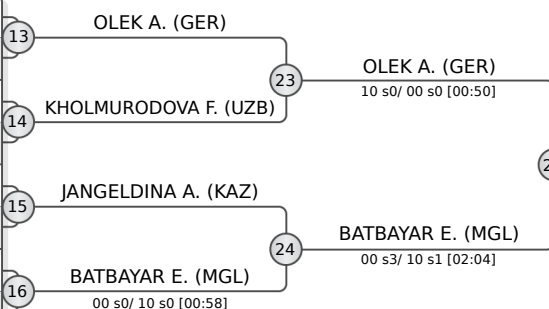 OLEK A. (GER)
13
23
OLEK A. (GER)
10 s0/ 00 s0 [00:50]
KHOLMURODOVA F. (UZB)
14
JANGELDINA A. (KAZ)
15
24
BATBAYAR E. (MGL)
00 s3/ 10 s1 [02:04]
BATBAYAR E. (MGL)
16
00 s0/ 10 s0 [00:58]